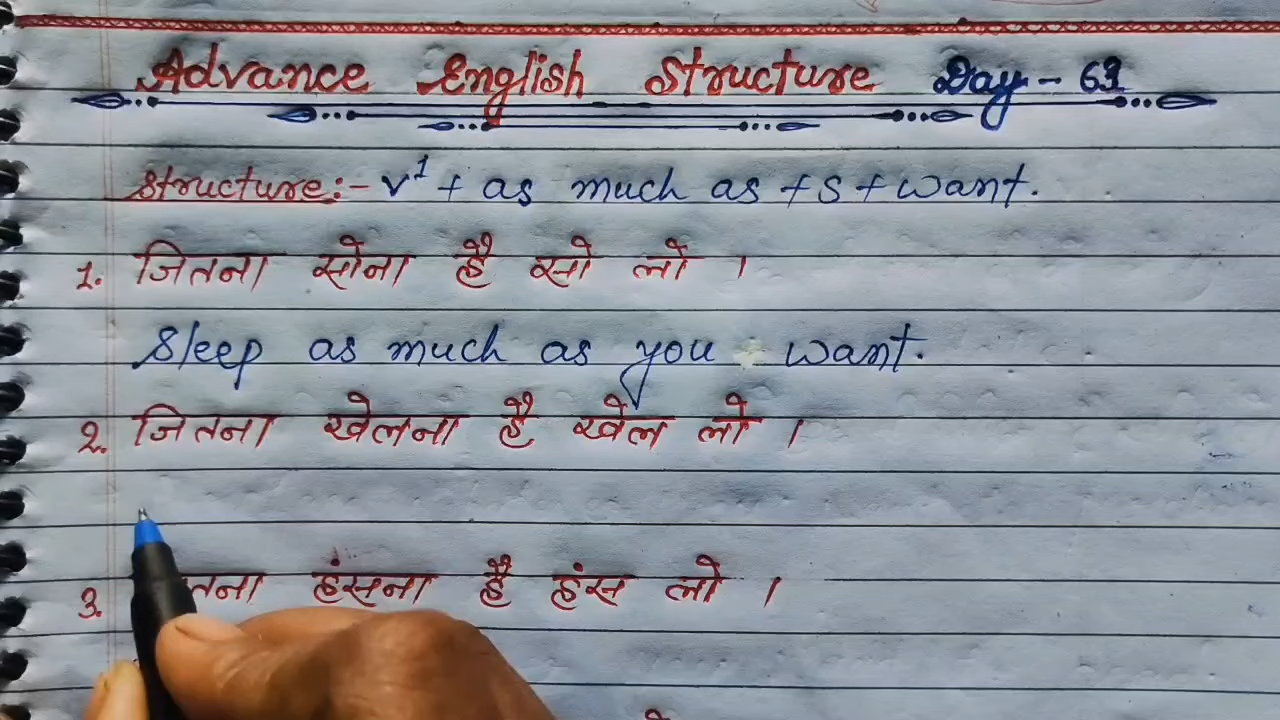 Advance English Structure Day - 63
Structure:- V¹ + as much as + S + want.
1. जितना सोना है सो लो ।
Sleep as much as you want.
2. जितना खेलना है खेल लो ।
3. हंसना है हंस लो ।